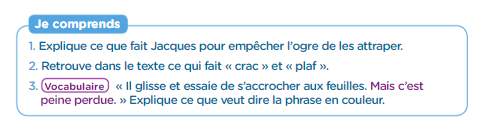 Je comprends
1. Explique ce que fait Jacques pour empêcher l'ogre de les attraper.
2. Retrouve dans le texte ce qui fait « crac » et « plaf ».
3. Vocabulaire « Il glisse et essaie de s'accrocher aux feuilles. Mais c'est
peine perdue. » Explique ce que veut dire la phrase en couleur.